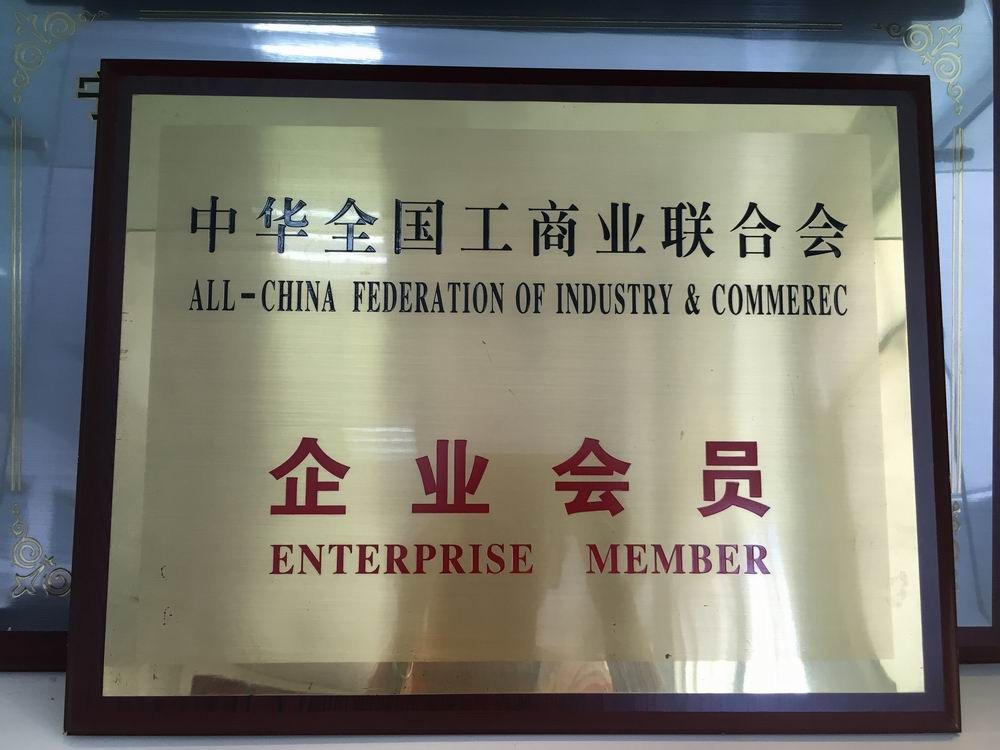 中华全国工商业联合会
ALL-CHINA FEDERATION OF INDUSTRY & COMMEREC
企业会员
ENTERPRISE MEMBER